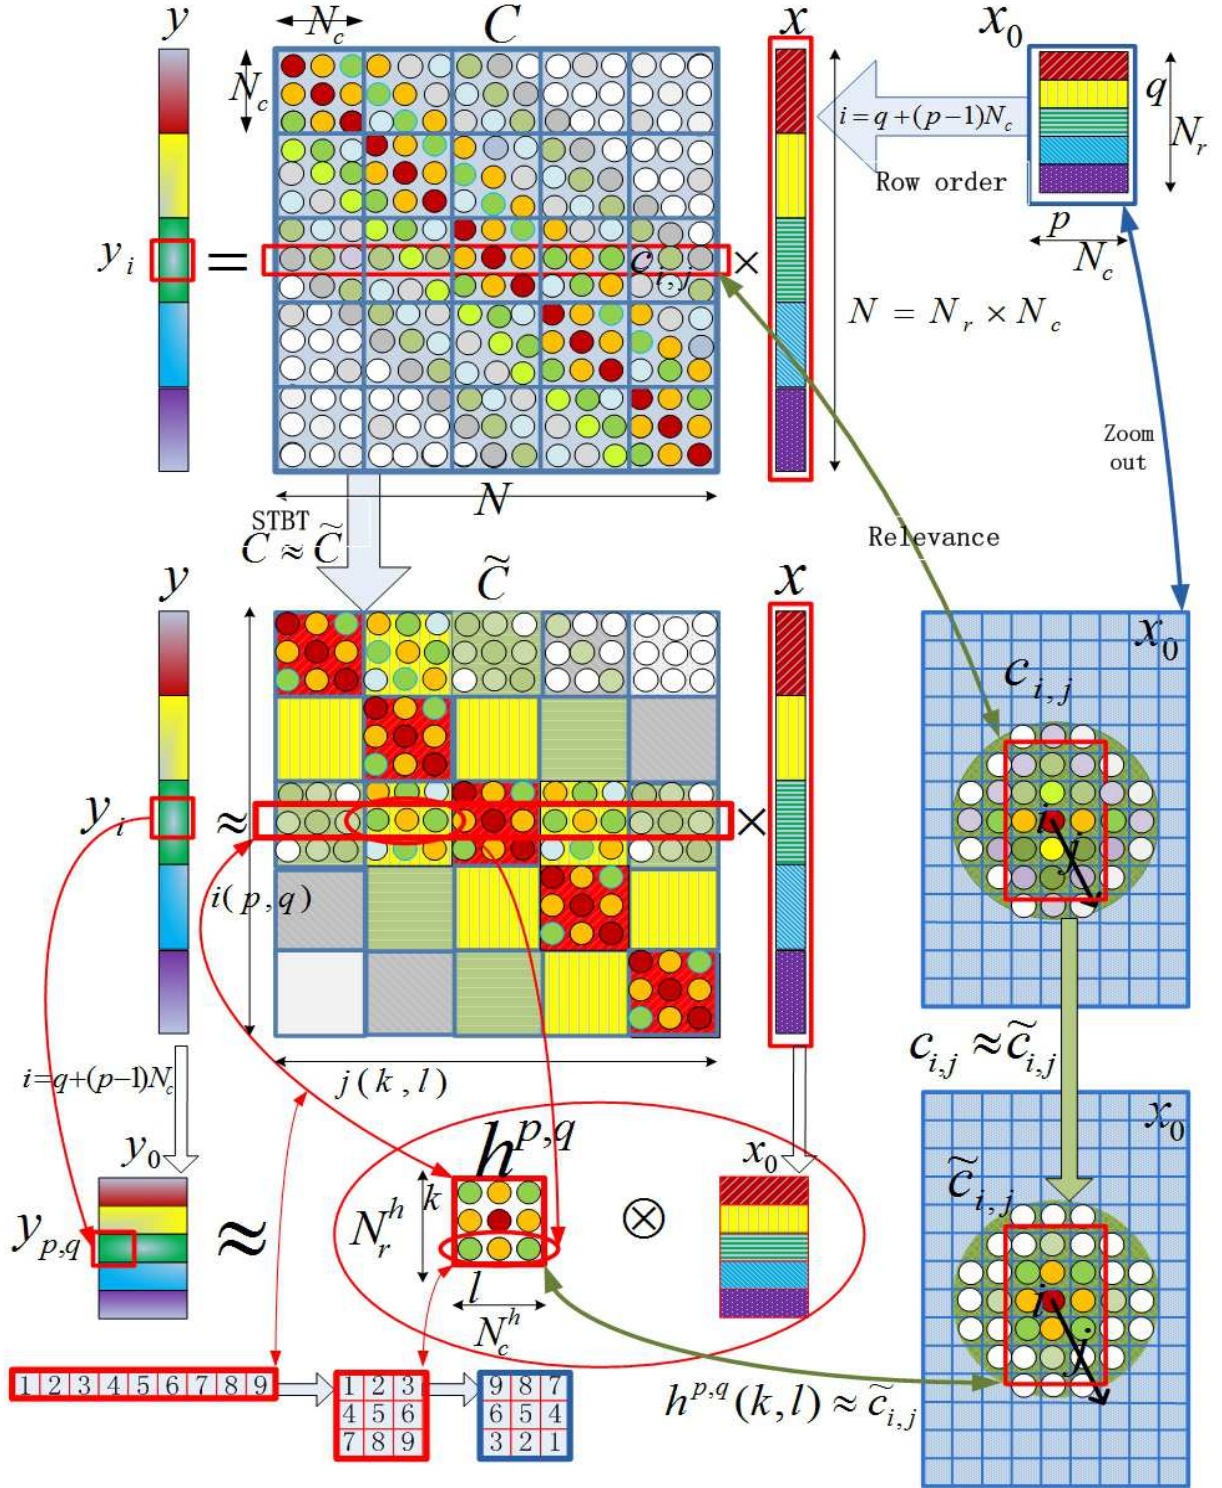 y
N_c
C
x
x_0
N_c
i = q + (p−1)N_c
q
N_r
Row order
p
N_c
y_i
=
c_{i,j}
×
N = N_r × N_c
N
Zoom
out
STBT
C ≈ C̃
Relevance
y
C̃
x
x_0
c_{i,j}
y_i
≈
×
i
j
i(p,q)
c_{i,j} ≈ c̃_{i,j}
i=q+(p−1)N_c
j(k,l)
x_0
y_0
h^{p,q}
x_0
c̃_{i,j}
k
N_r^h
⊗
y_{p,q}
≈
i
l
j
N_c^h
1 2 3 4 5 6 7 8 9
1 2 3
4 5 6
7 8 9
9 8 7
6 5 4
3 2 1
h^{p,q}(k,l) ≈ c̃_{i,j}